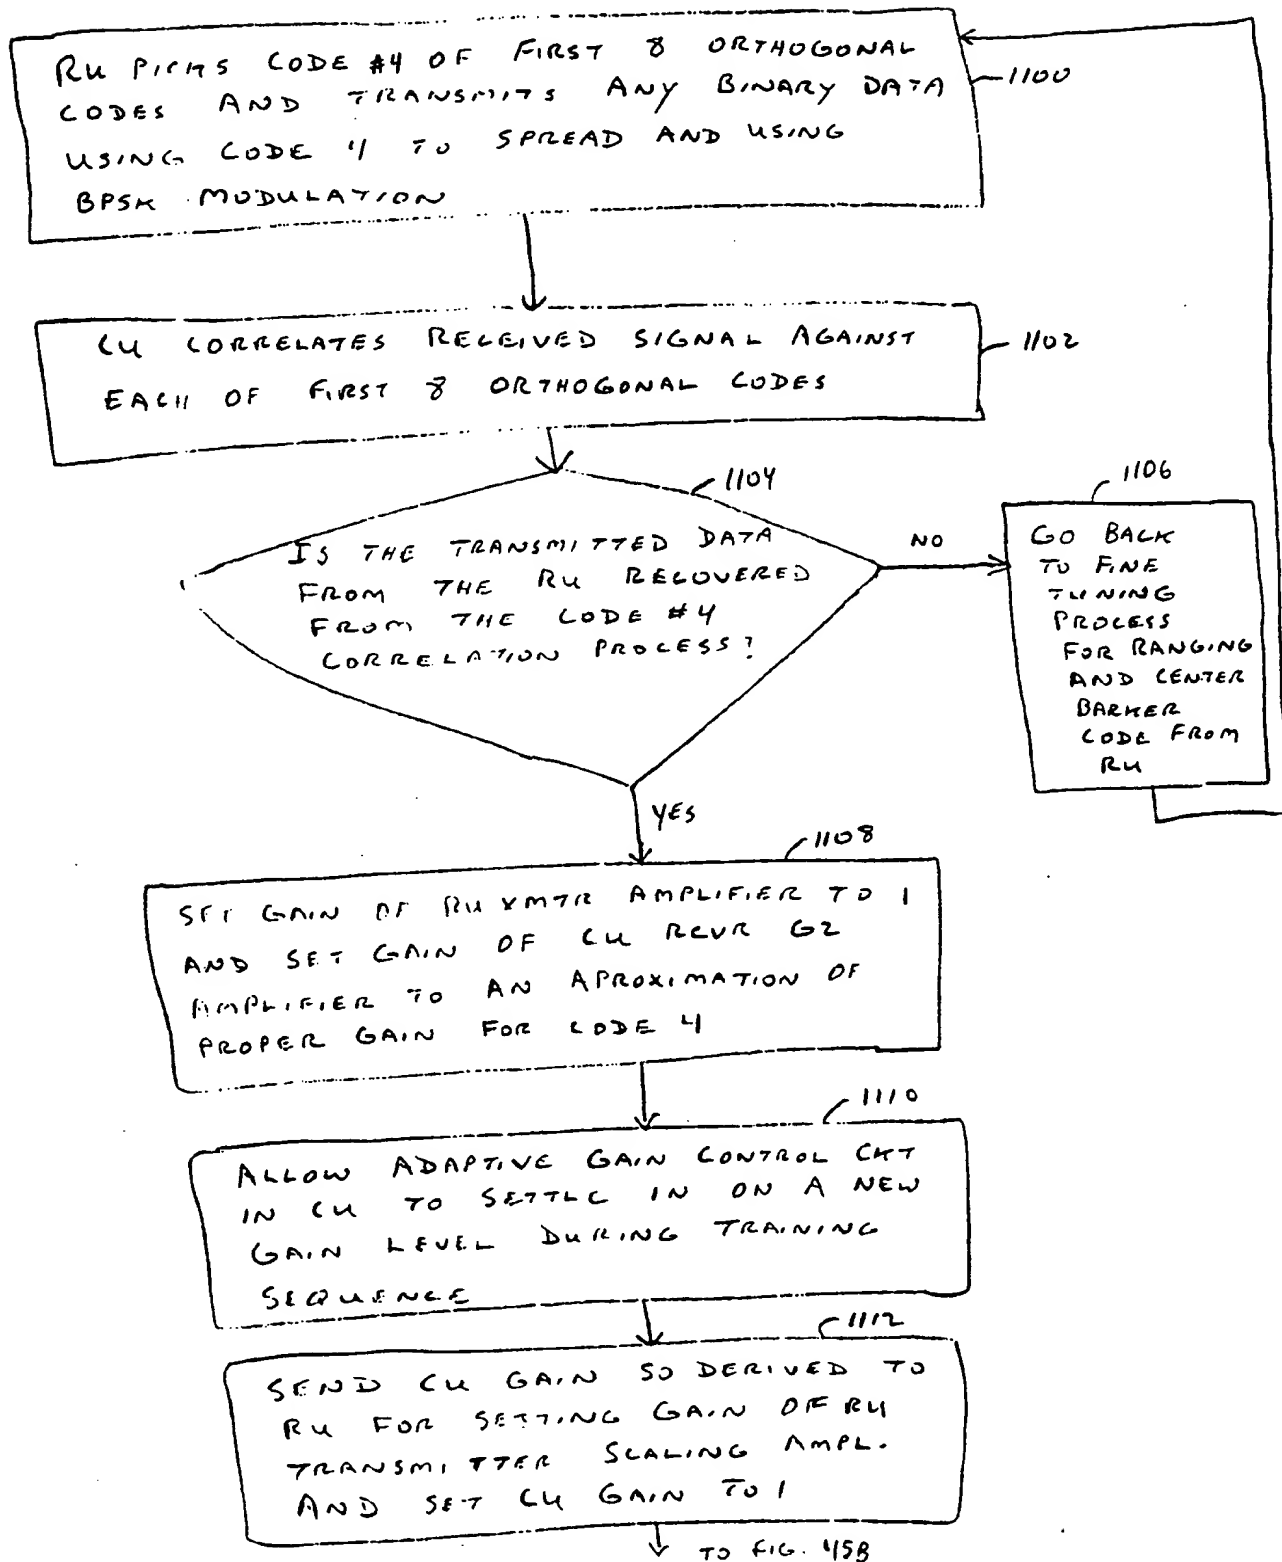 RU PICKS CODE #4 OF FIRST 8 ORTHOGONAL
CODES AND TRANSMITS ANY BINARY DATA
USING CODE 4 TO SPREAD AND USING
BPSK MODULATION
1100
CU CORRELATES RECEIVED SIGNAL AGAINST
EACH OF FIRST 8 ORTHOGONAL CODES
1102
1104
IS THE TRANSMITTED DATA
FROM THE RU RECOVERED
FROM THE CODE #4
CORRELATION PROCESS?
NO
1106
GO BACK
TO FINE
TUNING
PROCESS
FOR RANGING
AND CENTER
BARKER
CODE FROM
RU
YES
1108
SET GAIN OF RU XMTR AMPLIFIER TO 1
AND SET GAIN OF CU RCVR G2
AMPLIFIER TO AN APROXIMATION OF
PROPER GAIN FOR CODE 4
1110
ALLOW ADAPTIVE GAIN CONTROL CKT
IN CU TO SETTLE IN ON A NEW
GAIN LEVEL DURING TRAINING
SEQUENCE
1112
SEND CU GAIN SO DERIVED TO
RU FOR SETTING GAIN OF RU
TRANSMITTER SCALING AMPL.
AND SET CU GAIN TO 1
TO FIG. 45B